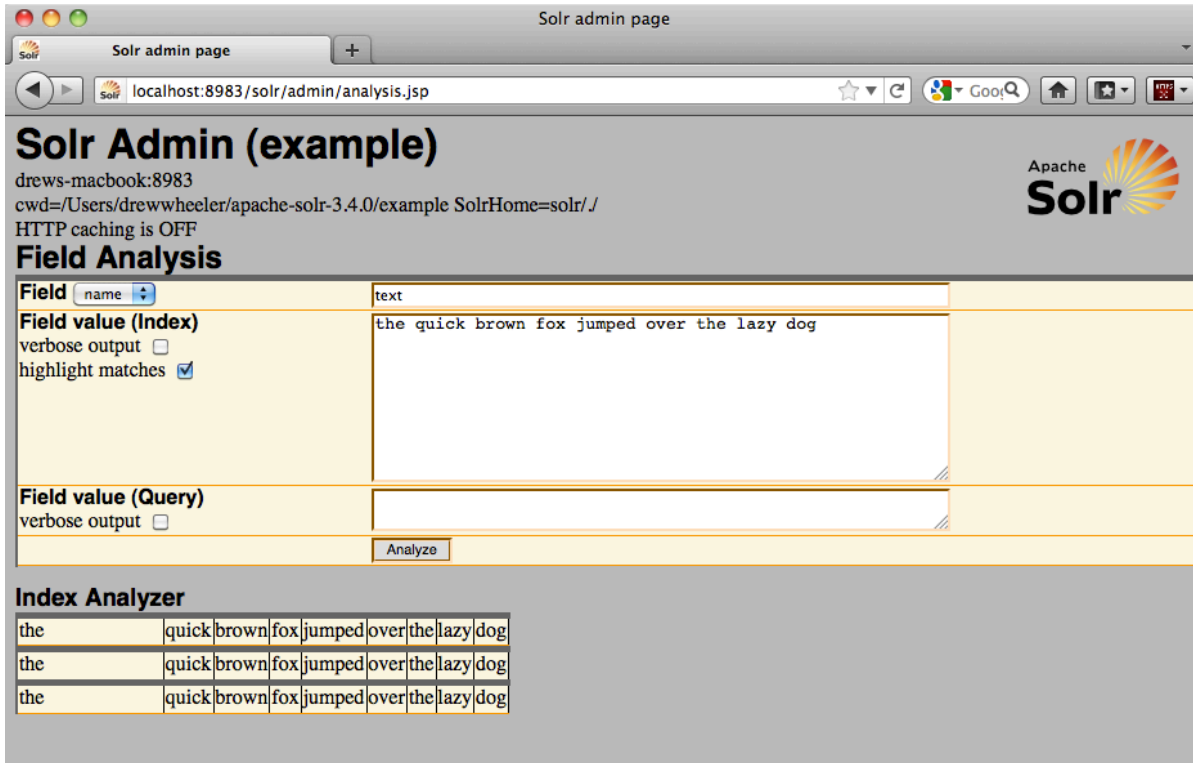 Solr admin page
Solr Solr admin page +
Solr localhost:8983/solr/admin/analysis.jsp
Solr Admin (example)
Apache
Solr
drews-macbook:8983
cwd=/Users/drewwheeler/apache-solr-3.4.0/example SolrHome=solr/./
HTTP caching is OFF
Field Analysis
Field name text
Field value (Index) the quick brown fox jumped over the lazy dog
verbose output
highlight matches
Field value (Query)
verbose output
Analyze
Index Analyzer
the quick brown fox jumped over the lazy dog
the quick brown fox jumped over the lazy dog
the quick brown fox jumped over the lazy dog